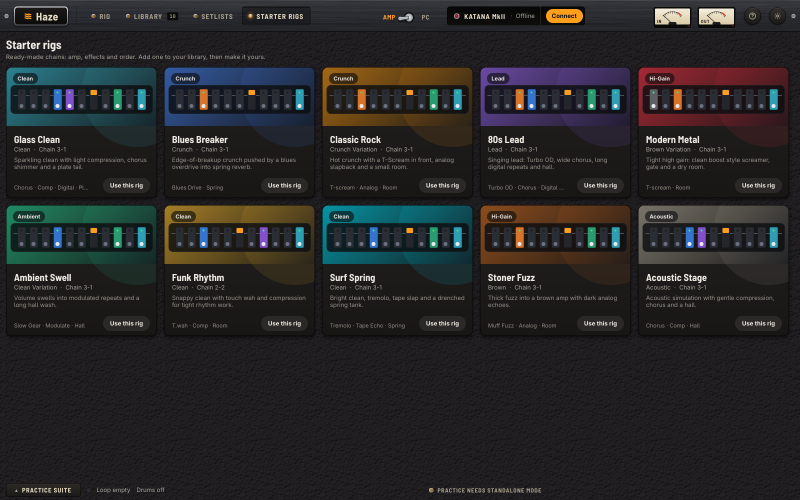 Haze
RIG
LIBRARY 10
SETLISTS
STARTER RIGS
AMP
PC
KATANA MkII · Offline
Connect
IN
OUT
Starter rigs
Ready-made chains: amp, effects and order. Add one to your library, then make it yours.
Clean
Glass Clean
Clean · Chain 3-1
Sparkling clean with light compression, chorus
shimmer and a plate tail.
Chorus · Comp · Digital · Pl...
Use this rig
Crunch
Blues Breaker
Crunch · Chain 3-1
Edge-of-breakup crunch pushed by a blues
overdrive into spring reverb.
Blues Drive · Spring
Use this rig
Crunch
Classic Rock
Crunch Variation · Chain 3-1
Hot crunch with a T-Scream in front, analog
slapback and a small room.
T-scream · Analog · Room
Use this rig
Lead
80s Lead
Lead · Chain 3-1
Singing lead: Turbo OD, wide chorus, long
digital repeats and hall.
Turbo OD · Chorus · Digital ...
Use this rig
Hi-Gain
Modern Metal
Brown Variation · Chain 3-1
Tight high gain: clean boost style screamer,
gate and a dry room.
T-scream · Room
Use this rig
Ambient
Ambient Swell
Clean Variation · Chain 3-1
Volume swells into modulated repeats and a
long hall wash.
Slow Gear · Modulate · Hall
Use this rig
Clean
Funk Rhythm
Clean · Chain 2-2
Snappy clean with touch wah and compression
for tight rhythm work.
T.wah · Comp · Room
Use this rig
Clean
Surf Spring
Clean · Chain 3-1
Bright clean, tremolo, tape slap and a drenched
spring tank.
Tremolo · Tape Echo · Spring
Use this rig
Hi-Gain
Stoner Fuzz
Brown · Chain 3-1
Thick fuzz into a brown amp with dark analog
echoes.
Muff Fuzz · Analog · Room
Use this rig
Acoustic
Acoustic Stage
Acoustic · Chain 3-1
Acoustic simulation with gentle compression,
chorus and a hall.
Chorus · Comp · Hall
Use this rig
PRACTICE SUITE
Loop empty · Drums off
PRACTICE NEEDS STANDALONE MODE